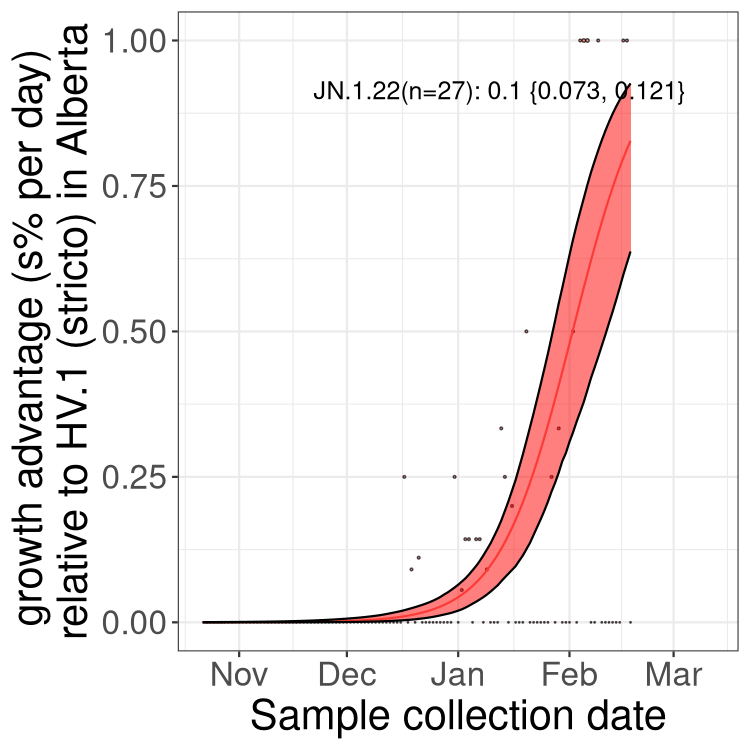 growth advantage (s% per day)
relative to HV.1 (stricto) in Alberta
1.00
0.75
0.50
0.25
0.00
JN.1.22(n=27): 0.1 {0.073, 0.121}
Nov Dec Jan Feb Mar
Sample collection date